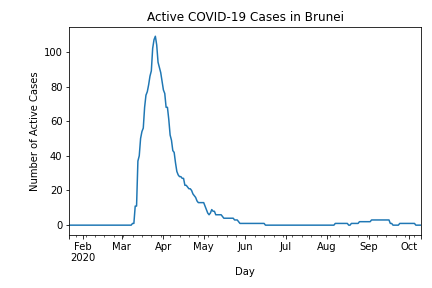 Active COVID-19 Cases in Brunei
Number of Active Cases
100
80
60
40
20
0
Feb Mar Apr May Jun Jul Aug Sep Oct
2020
Day